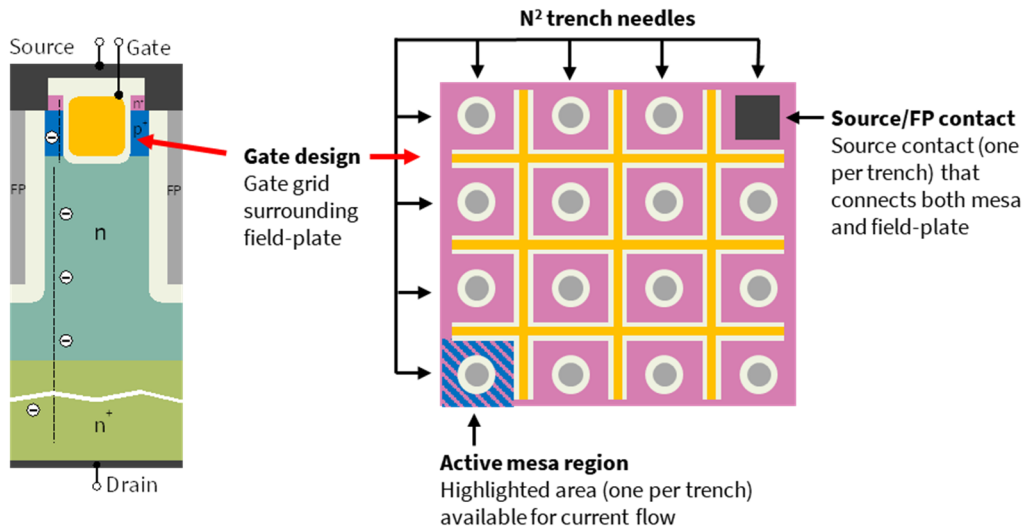 N² trench needles
Source
Gate
n⁺
p⁺
FP
FP
n
n⁺
Drain
Gate design
Gate grid
surrounding
field-plate
Source/FP contact
Source contact (one
per trench) that
connects both mesa
and field-plate
Active mesa region
Highlighted area (one per trench)
available for current flow